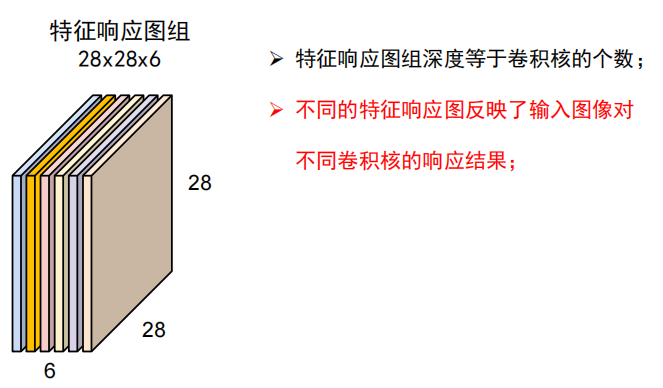 特征响应图组
28x28x6
➢ 特征响应图组深度等于卷积核的个数；
➢ 不同的特征响应图反映了输入图像对
不同卷积核的响应结果；
28
28
6